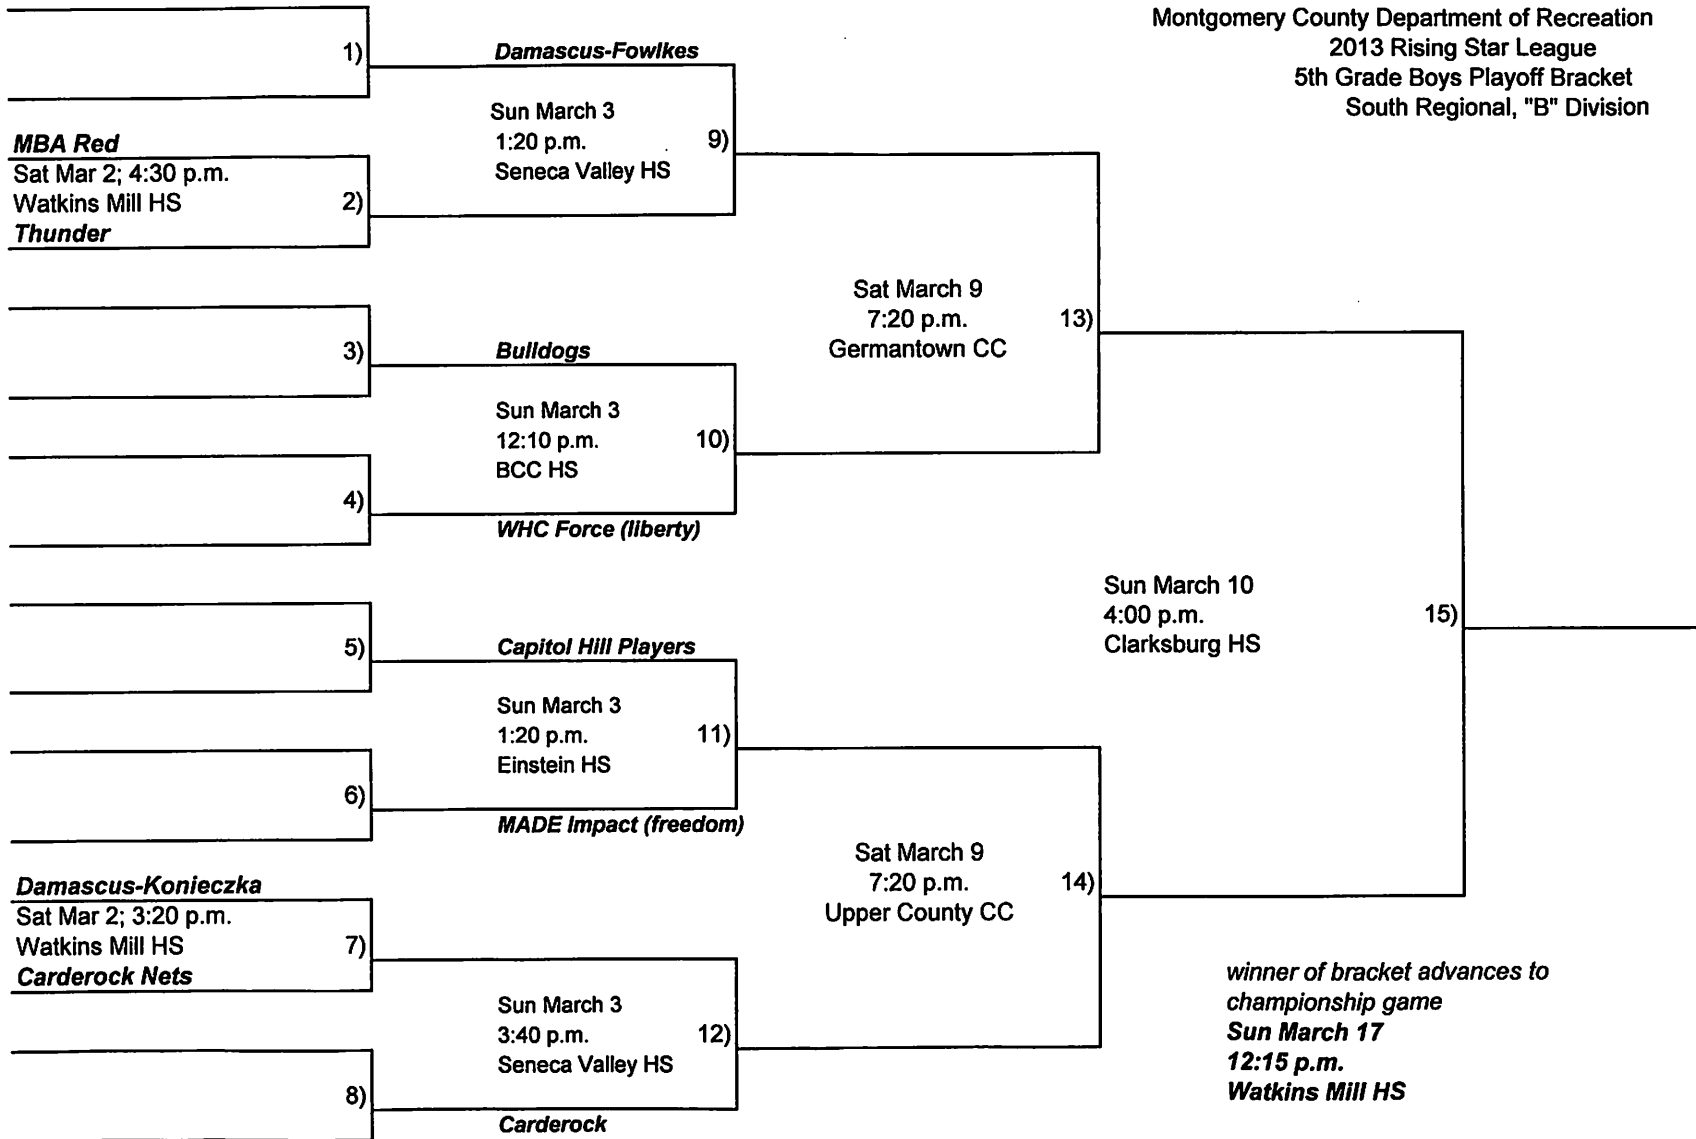 Montgomery County Department of Recreation
2013 Rising Star League
5th Grade Boys Playoff Bracket
South Regional, "B" Division
1)
MBA Red
Sat Mar 2; 4:30 p.m.
Watkins Mill HS
2)
Thunder
3)
4)
5)
6)
Damascus-Konieczka
Sat Mar 2; 3:20 p.m.
Watkins Mill HS
7)
Carderock Nets
8)
Damascus-Fowlkes
Sun March 3
1:20 p.m.
9)
Seneca Valley HS
Bulldogs
Sun March 3
12:10 p.m.
10)
BCC HS
WHC Force (liberty)
Capitol Hill Players
Sun March 3
1:20 p.m.
11)
Einstein HS
MADE Impact (freedom)
Sun March 3
3:40 p.m.
12)
Seneca Valley HS
Carderock
Sat March 9
7:20 p.m.
13)
Germantown CC
Sat March 9
7:20 p.m.
14)
Upper County CC
Sun March 10
4:00 p.m.
15)
Clarksburg HS
winner of bracket advances to
championship game
Sun March 17
12:15 p.m.
Watkins Mill HS